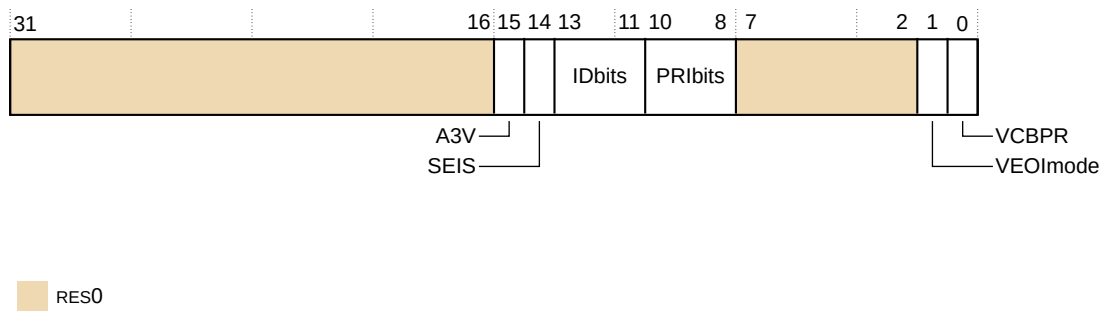 31 16 15 14 13 11 10 8 7 2 1 0
IDbits PRIbits
A3V VCBPR
SEIS VEOImode
RES0